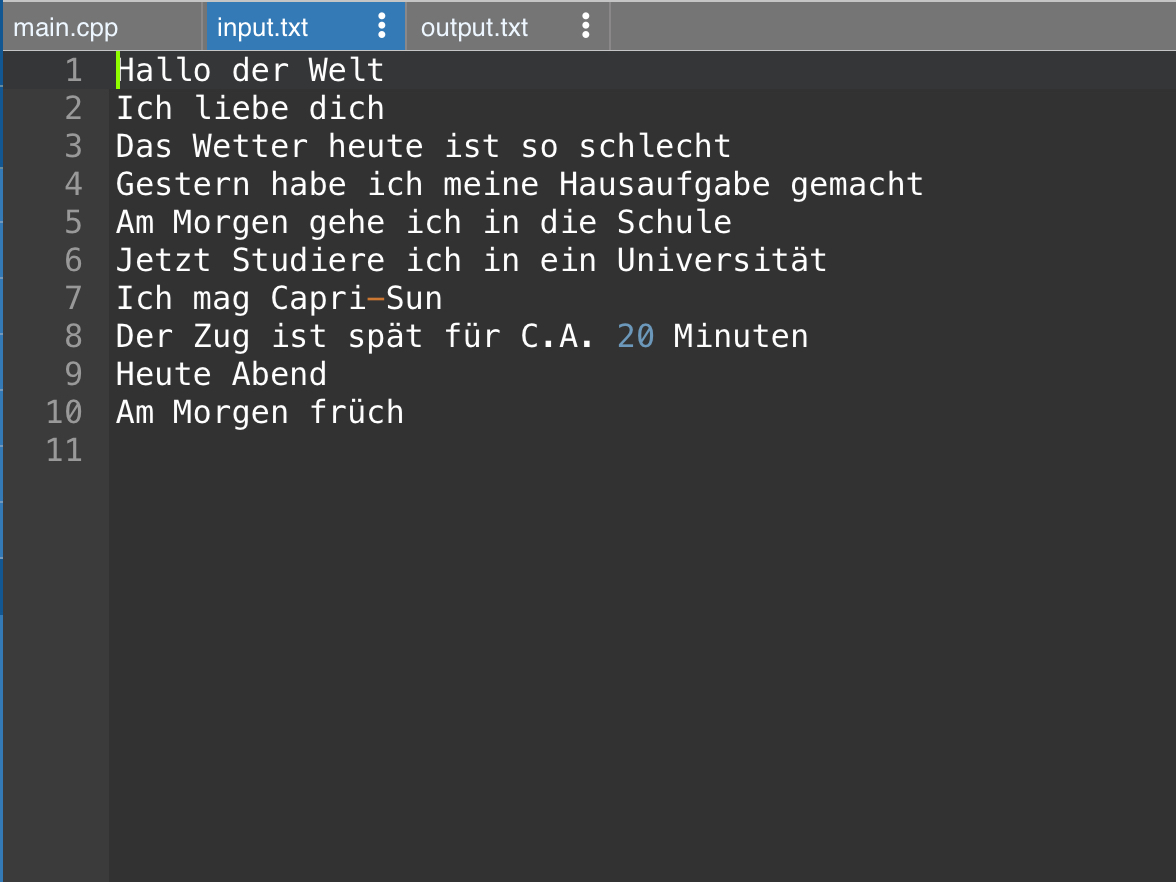 main.cpp input.txt output.txt
1 Hallo der Welt
2 Ich liebe dich
3 Das Wetter heute ist so schlecht
4 Gestern habe ich meine Hausaufgabe gemacht
5 Am Morgen gehe ich in die Schule
6 Jetzt Studiere ich in ein Universität
7 Ich mag Capri-Sun
8 Der Zug ist spät für C.A. 20 Minuten
9 Heute Abend
10 Am Morgen früch
11